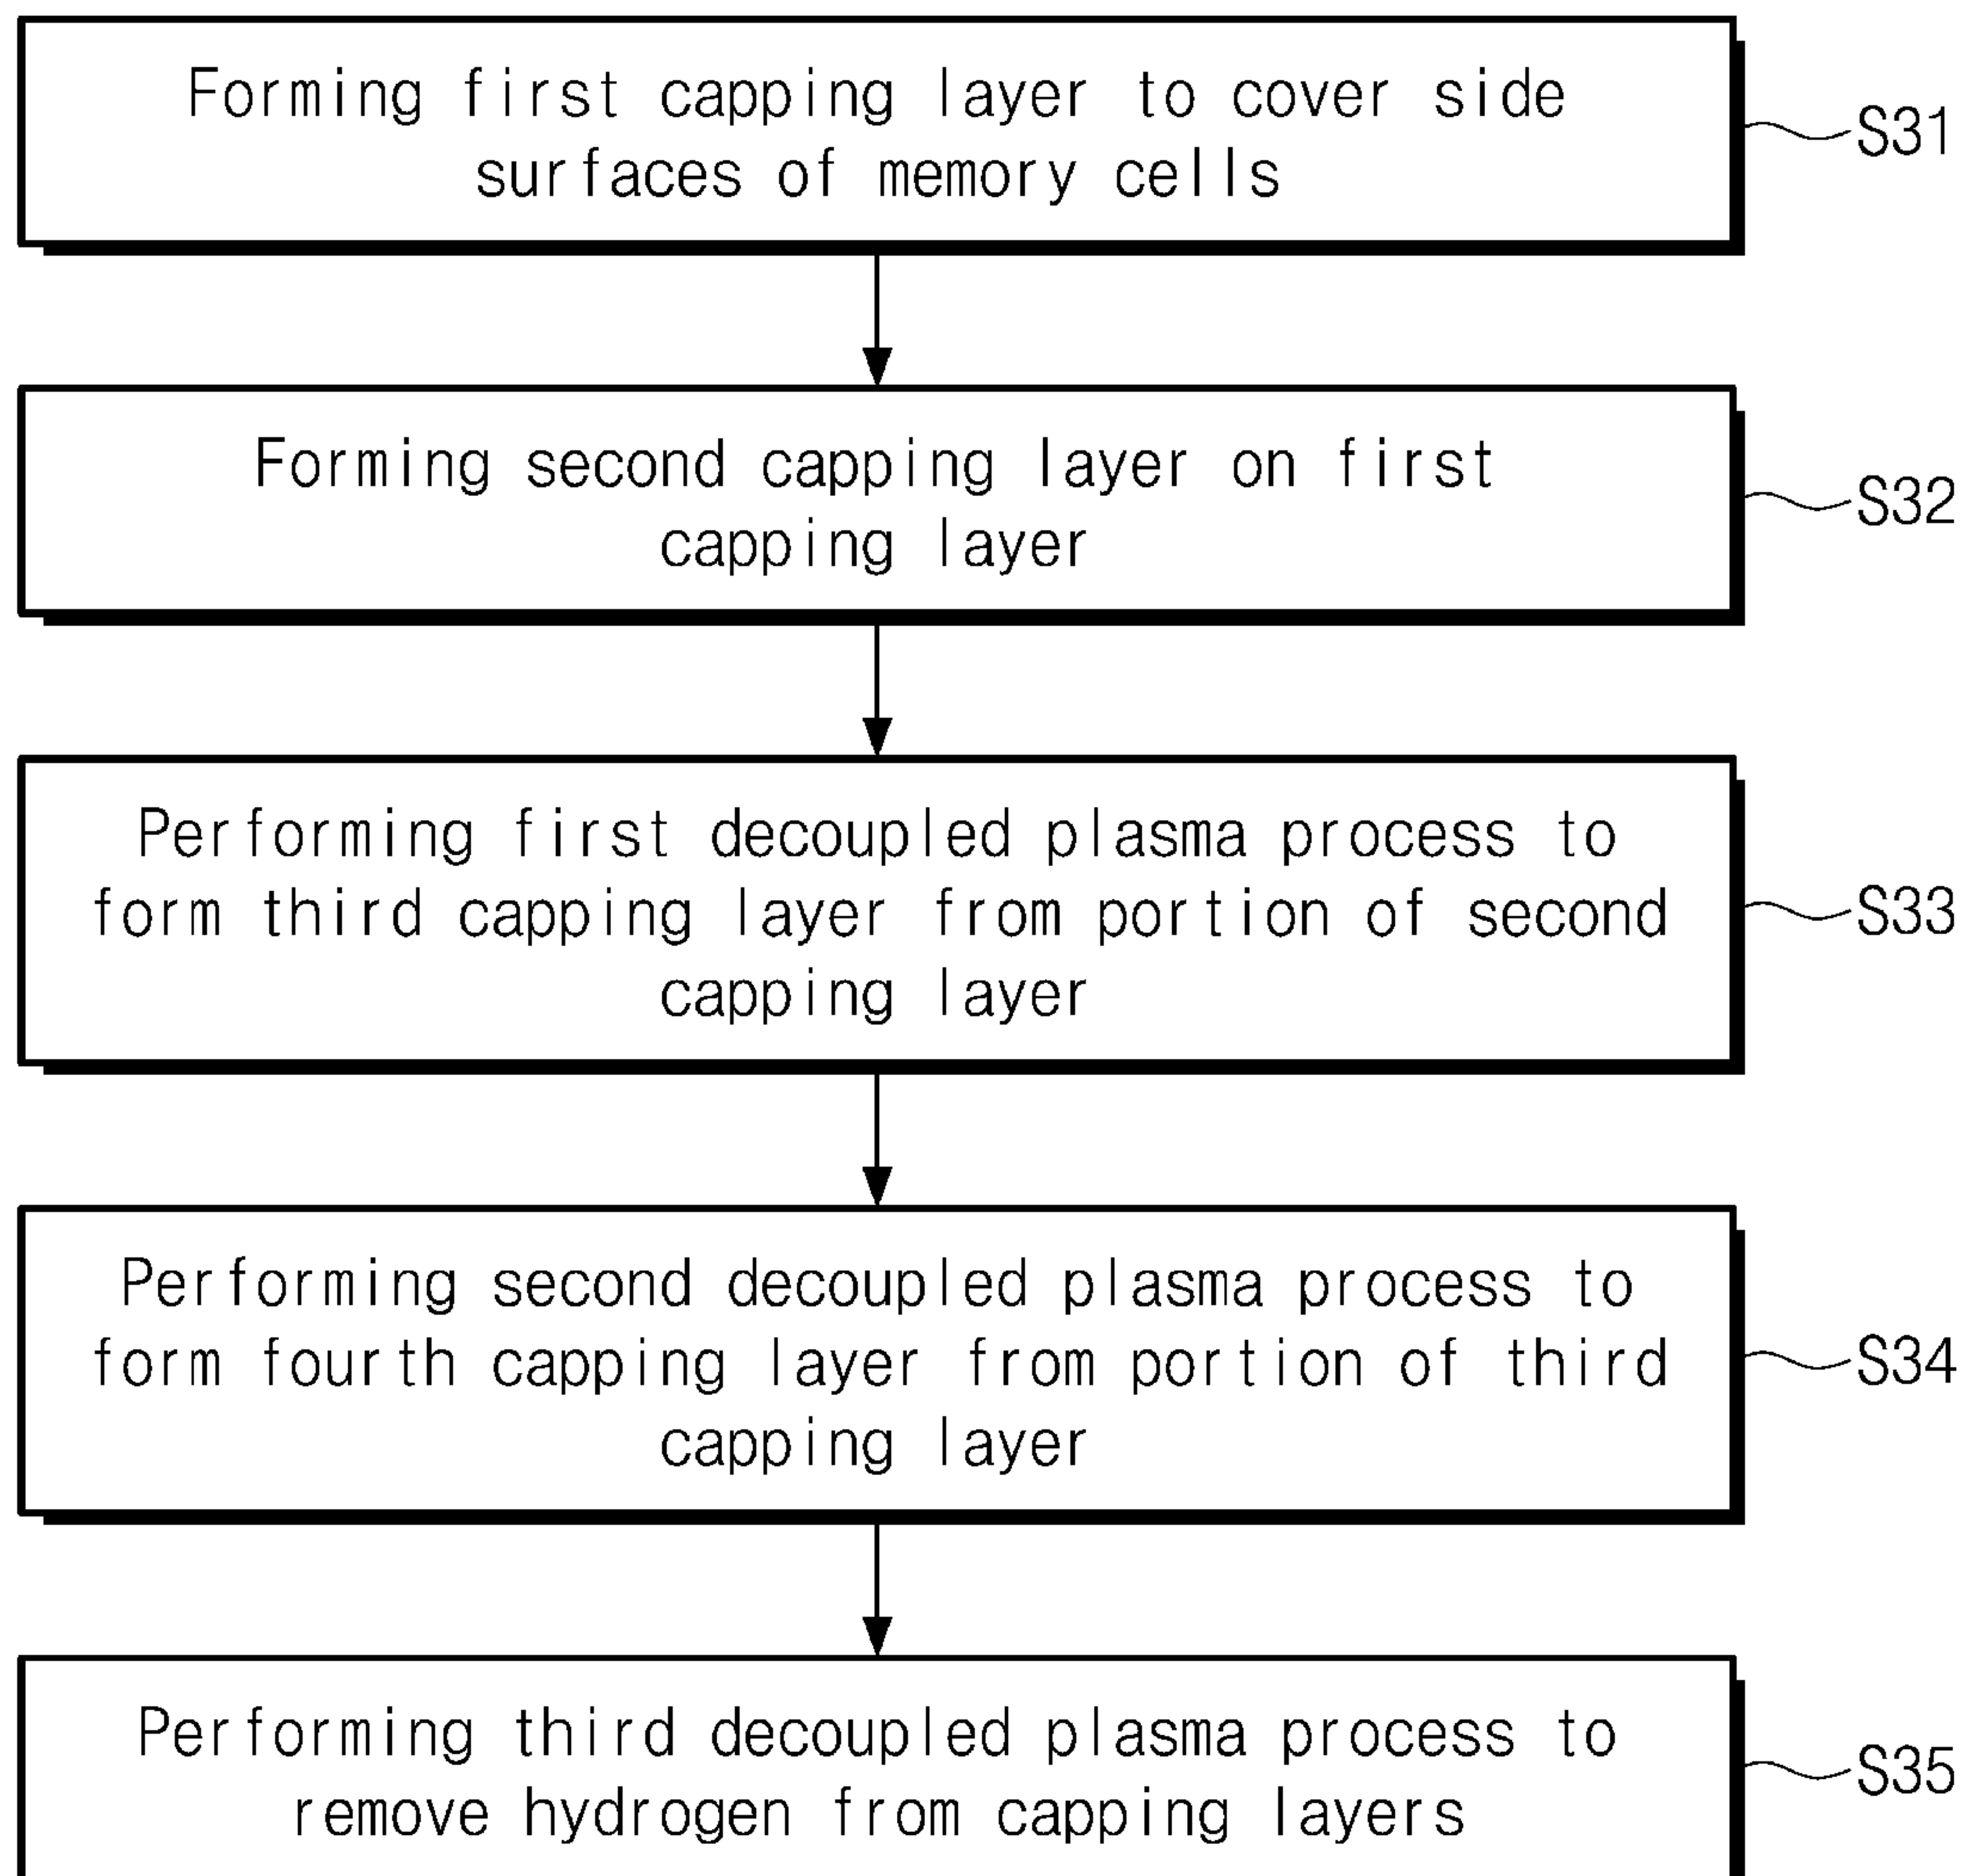 Forming first capping layer to cover side
surfaces of memory cells
S31
Forming second capping layer on first
capping layer
S32
Performing first decoupled plasma process to
form third capping layer from portion of second
capping layer
S33
Performing second decoupled plasma process to
form fourth capping layer from portion of third
capping layer
S34
Performing third decoupled plasma process to
remove hydrogen from capping layers
S35